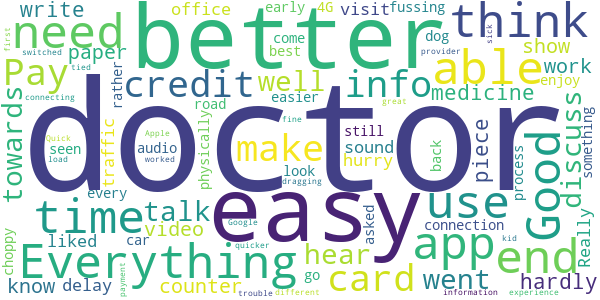 write office early 4G visit fussing
need better think
come best dog
first switched paper rather sick provider
Pay credit well info able show work
easier medicine enjoy
connecting tied
towards doctor discuss
road physically traffic piece something
Quick Apple great
seen load audio worked make fine still sound hurry back process
look
dragging
time talk easy use Good
Everything video Google asked connection app end Really
liked car quicker hear kid
choppy every go went
know delay counter card hardly
payment trouble different information experience